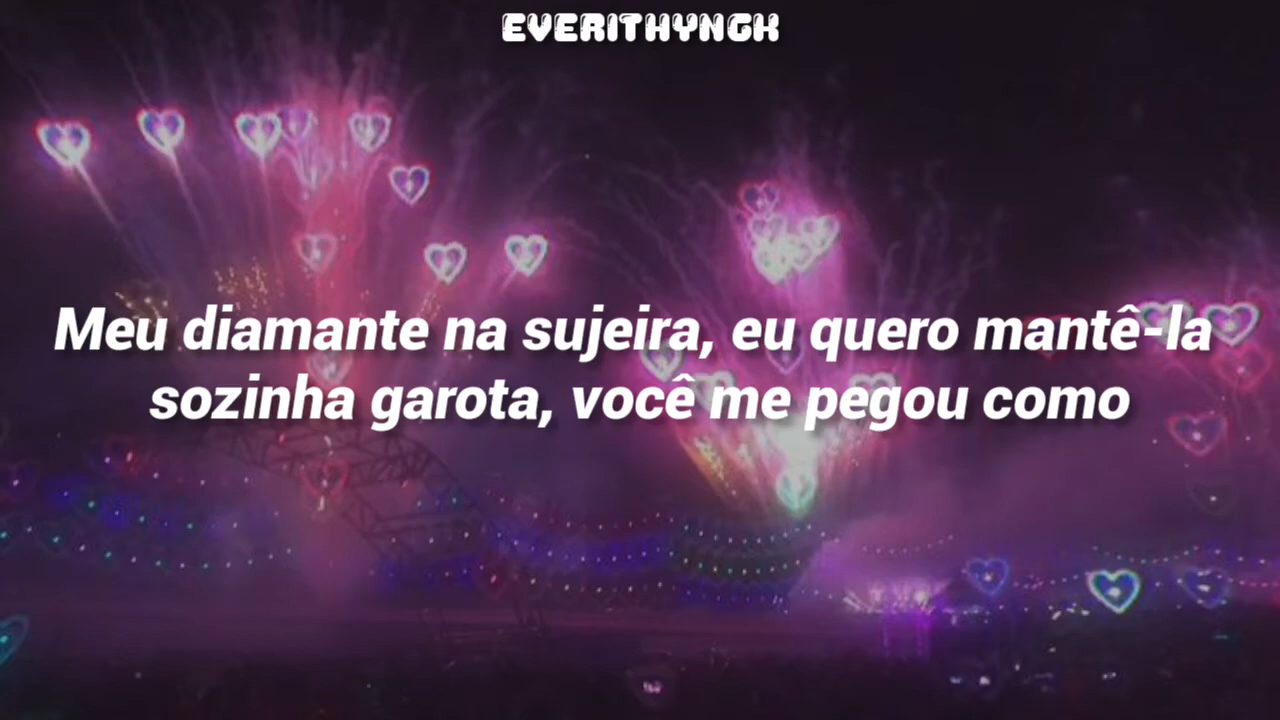 EVERITHYNGK
Meu diamante na sujeira, eu quero mantê-la
sozinha garota, você me pegou como